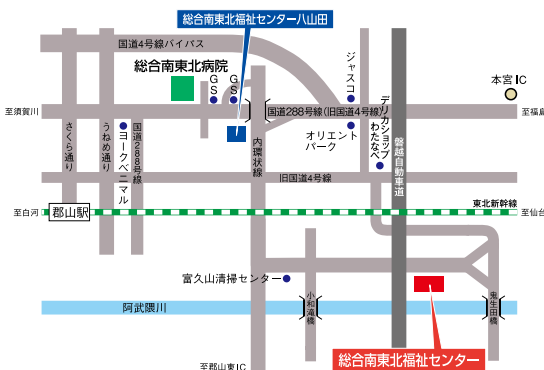 総合南東北福祉センター八山田
国道4号線バイパス
総合南東北病院
GS
GS
ジャスコ
本宮IC
至須賀川
国道288号線(旧国道4号線)
至福島
デリカショップ
わたなべ
オリエント
パーク
さくら通り
うねめ通り
ヨークベニマル
国道288号線
内環状線
磐越自動車道
旧国道4号線
東北新幹線
至白河
郡山駅
至仙台
富久山清掃センター
阿武隈川
小和滝橋
鬼生田橋
総合南東北福祉センター
至郡山東IC